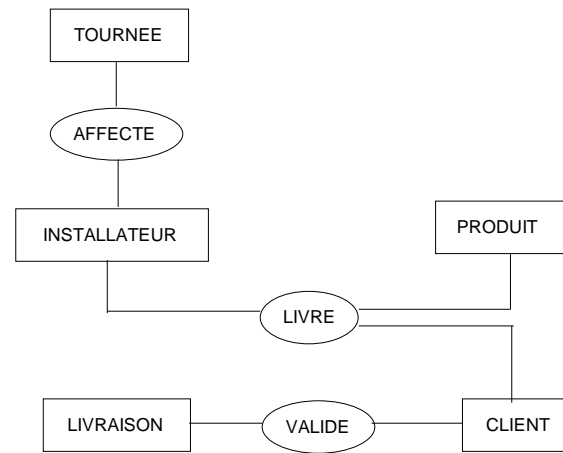 TOURNEE
AFFECTE
INSTALLATEUR
PRODUIT
LIVRE
LIVRAISON
VALIDE
CLIENT